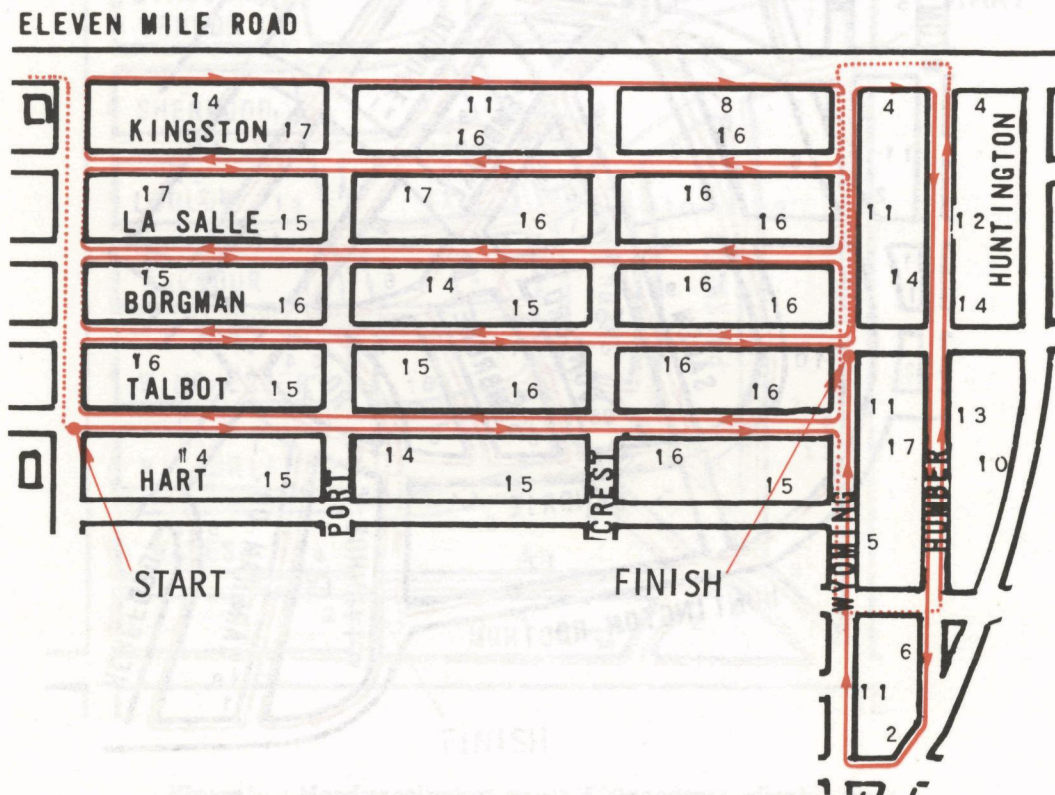 ELEVEN MILE ROAD
14 11 8 4 4
KINGSTON 17 16 16
17 17 16 11 12
LA SALLE 15 16 16
HUNTINGTON
15 14 16 14 14
BORGMAN 16 15 16
16 15 16
TALBOT 15 16 16 11 13
14 14 16 17 10
HART 15 15 15
PORT CREST WYOMING HUMBER
5
START FINISH
6
11
2